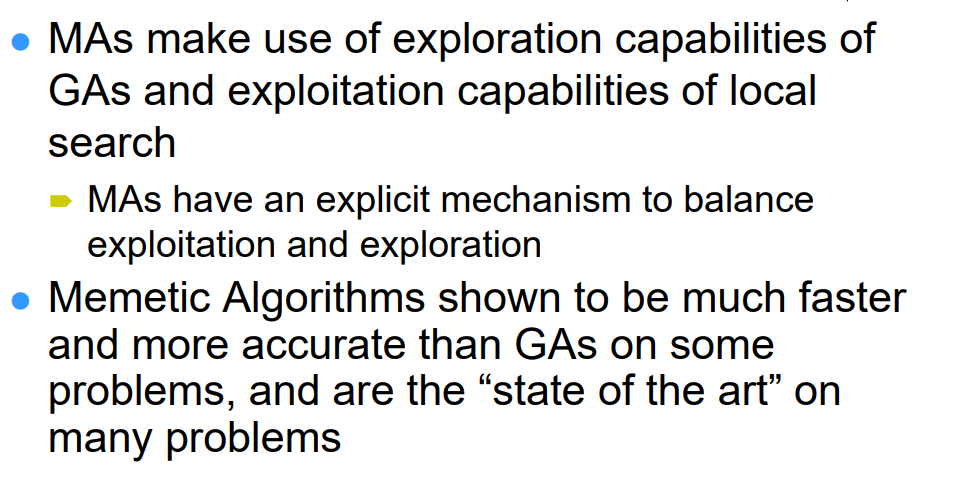 MAs make use of exploration capabilities of
GAs and exploitation capabilities of local
search
MAs have an explicit mechanism to balance
exploitation and exploration
Memetic Algorithms shown to be much faster
and more accurate than GAs on some
problems, and are the “state of the art” on
many problems